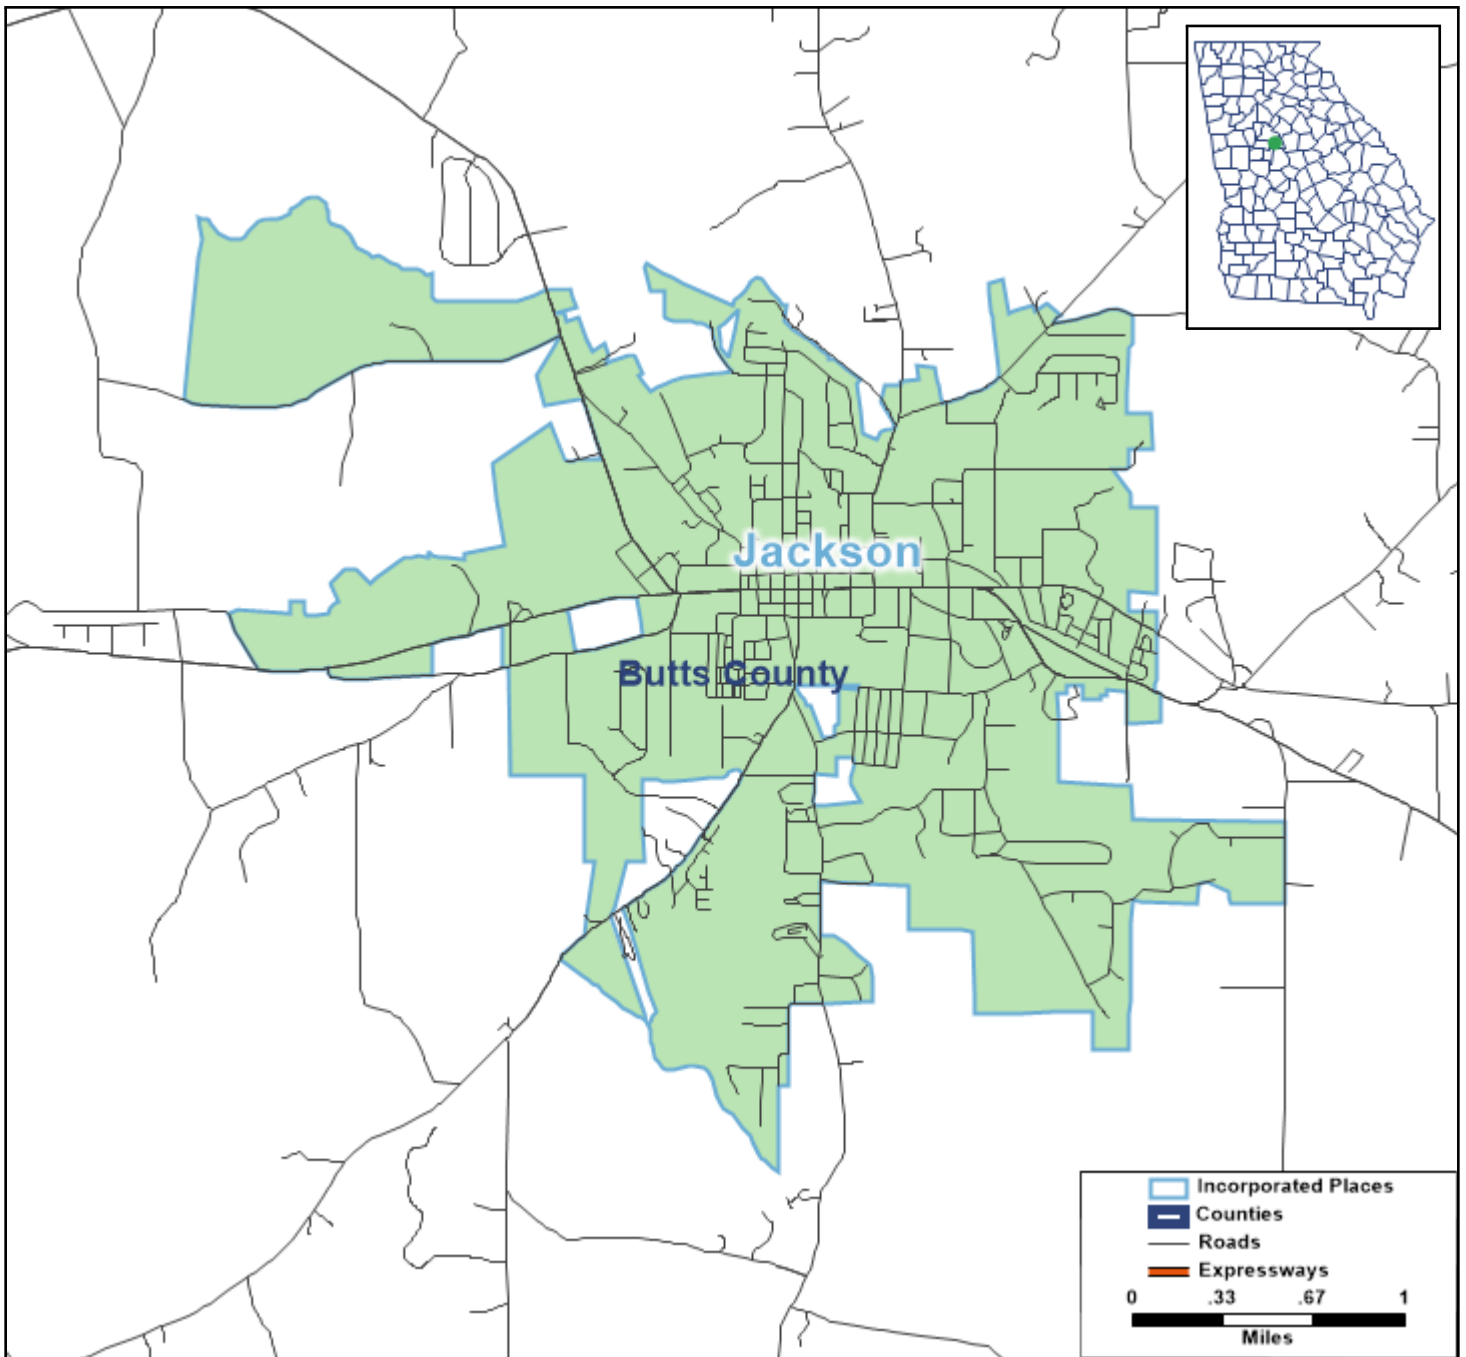 Jackson
Butts County
Incorporated Places
Counties
Roads
Expressways
0 .33 .67 1
Miles